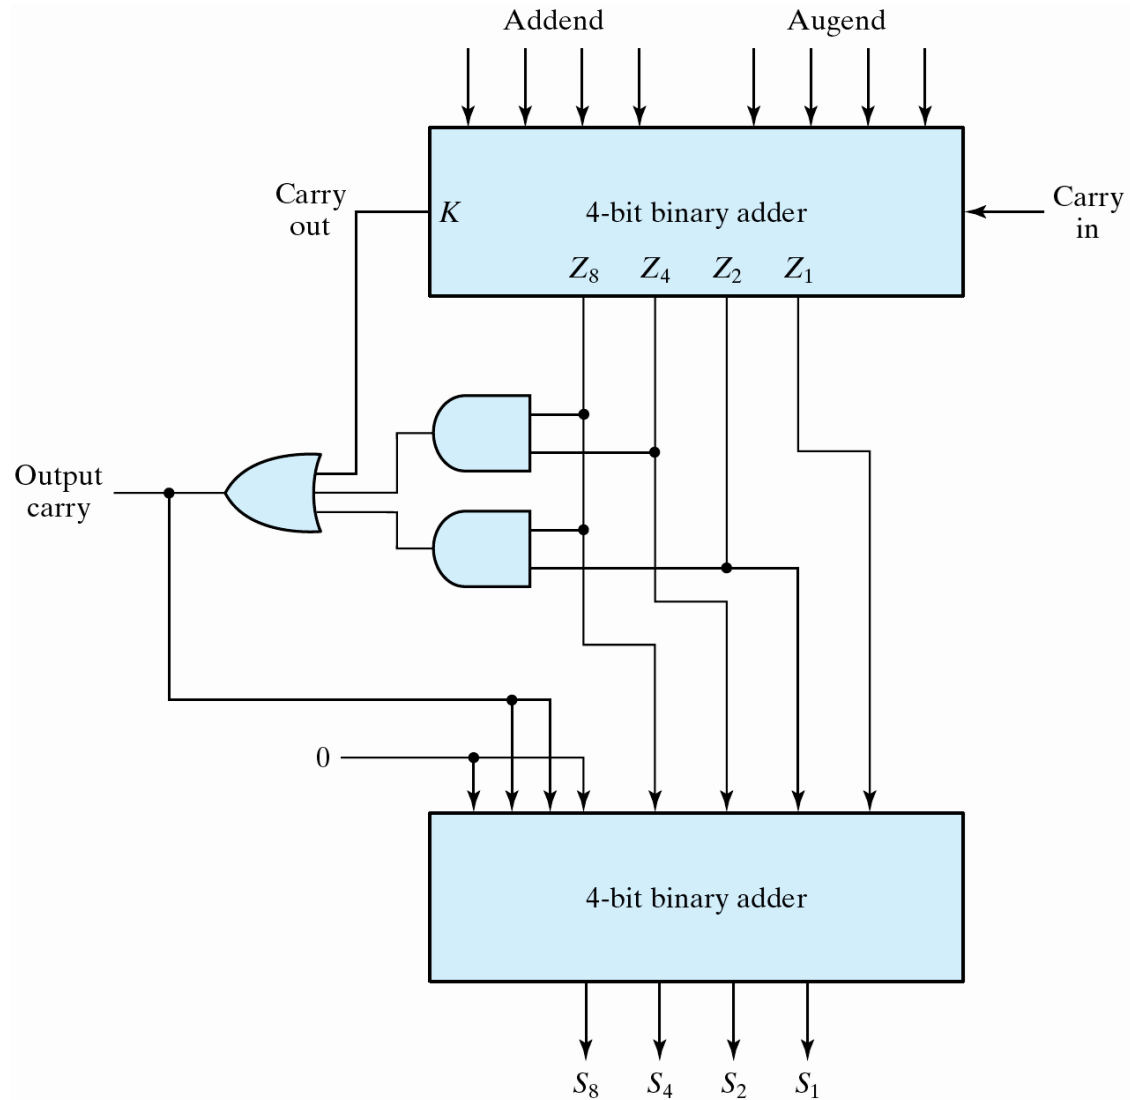 Addend Augend
Carry
out
K
4-bit binary adder
Carry
in
Z8 Z4 Z2 Z1
Output
carry
0
4-bit binary adder
S8 S4 S2 S1